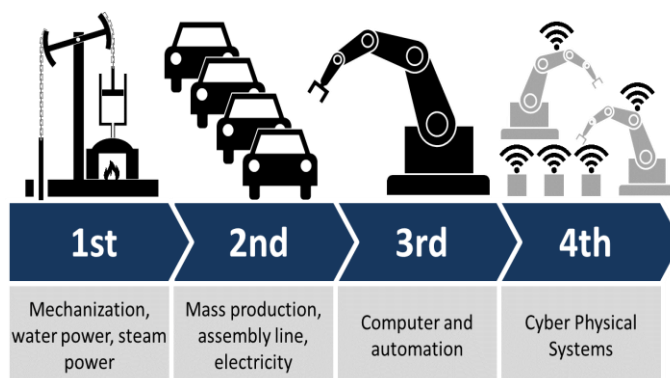 1st
2nd
3rd
4th
Mechanization,
water power, steam
power
Mass production,
assembly line,
electricity
Computer and
automation
Cyber Physical
Systems